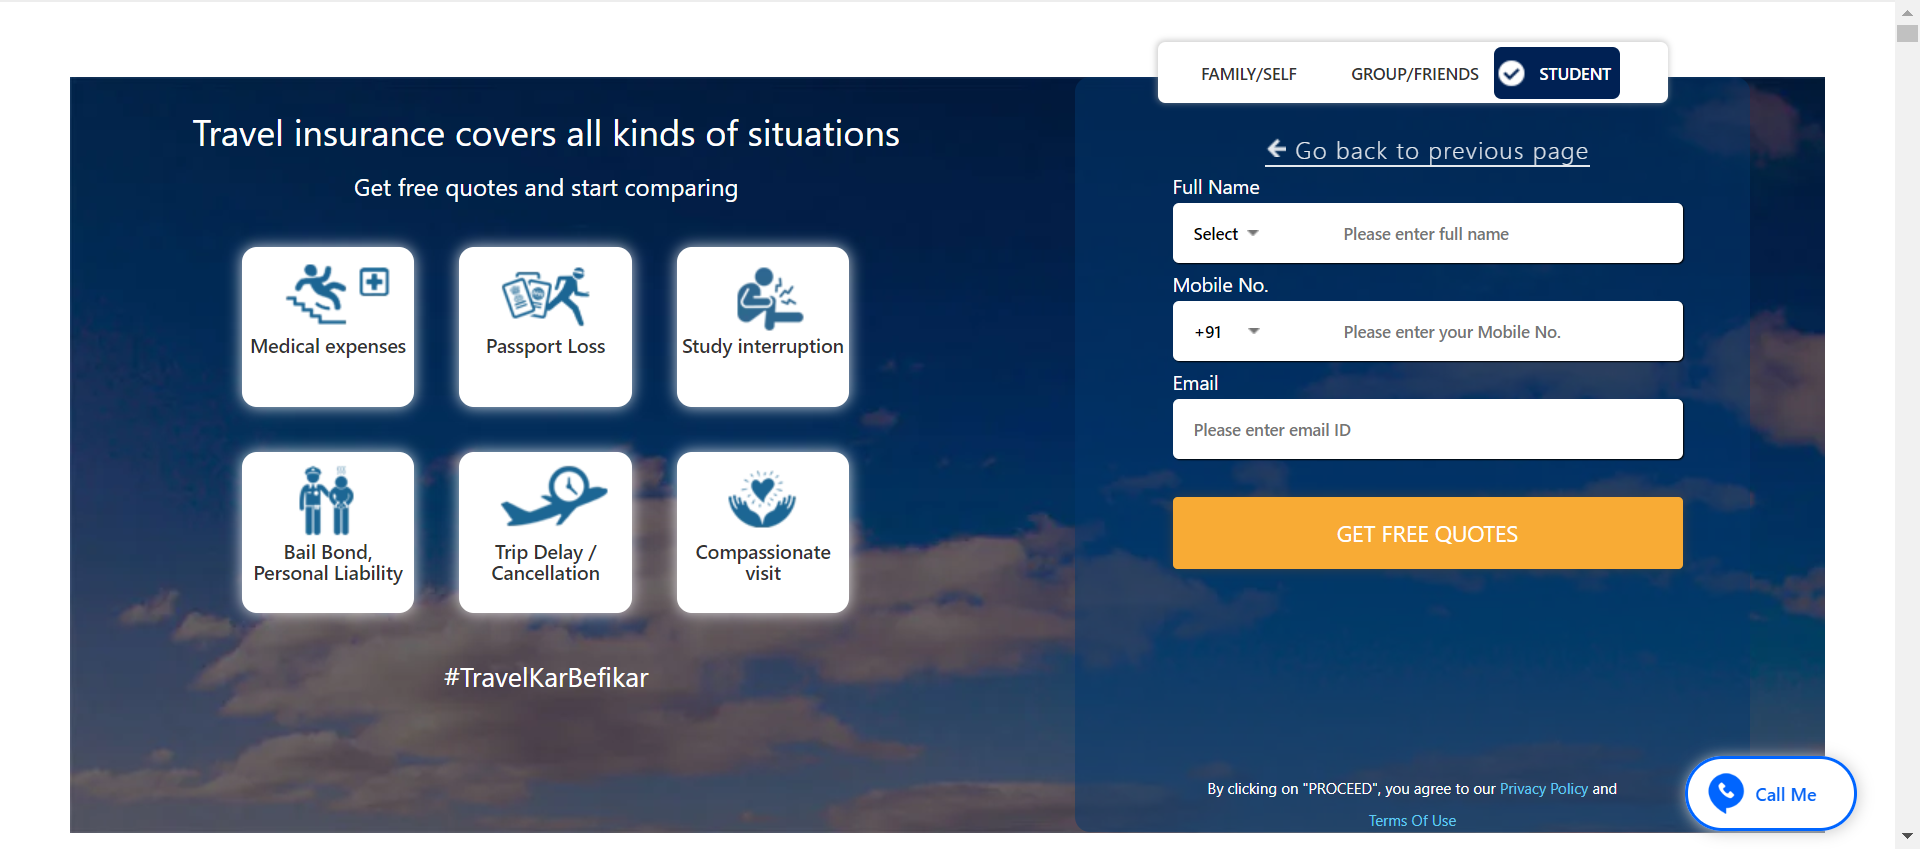 FAMILY/SELF
GROUP/FRIENDS
STUDENT
Travel insurance covers all kinds of situations
Get free quotes and start comparing
Medical expenses
Passport Loss
Study interruption
Bail Bond,
Personal Liability
Trip Delay /
Cancellation
Compassionate
visit
#TravelKarBefikar
Go back to previous page
Full Name
Select
Please enter full name
Mobile No.
+91
Please enter your Mobile No.
Email
Please enter email ID
GET FREE QUOTES
By clicking on "PROCEED", you agree to our Privacy Policy and
Terms Of Use
Call Me